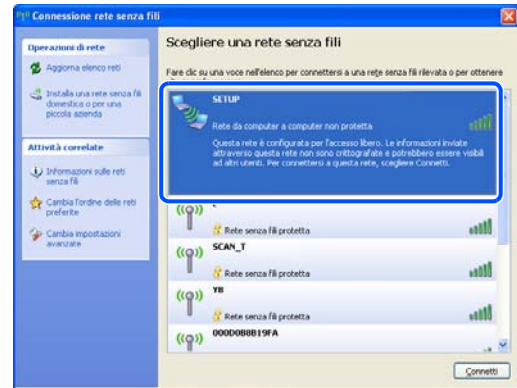 Connessione rete senza fili
Operazioni di rete
Aggiorna elenco reti
Installa una rete senza fili
domestica o per una
piccola azienda
Attività correlate
Informazioni sulle reti
senza fili
Cambia l'ordine delle reti
preferite
Cambia impostazioni
avanzate
Scegliere una rete senza fili
Fare clic su una voce nell'elenco per connettersi a una rete senza fili rilevata o per ottenere
SETUP
Rete da computer a computer non protetta
Questa rete è configurata per l'accesso libero. Le informazioni inviate
attraverso questa rete non sono crittografate e potrebbero essere visibili
ad altri utenti. Per connettersi a questa rete, scegliere Connetti.
Rete senza fili protetta
SCAN_T
Rete senza fili protetta
YB
Rete senza fili protetta
000D0B8B19FA
Connetti